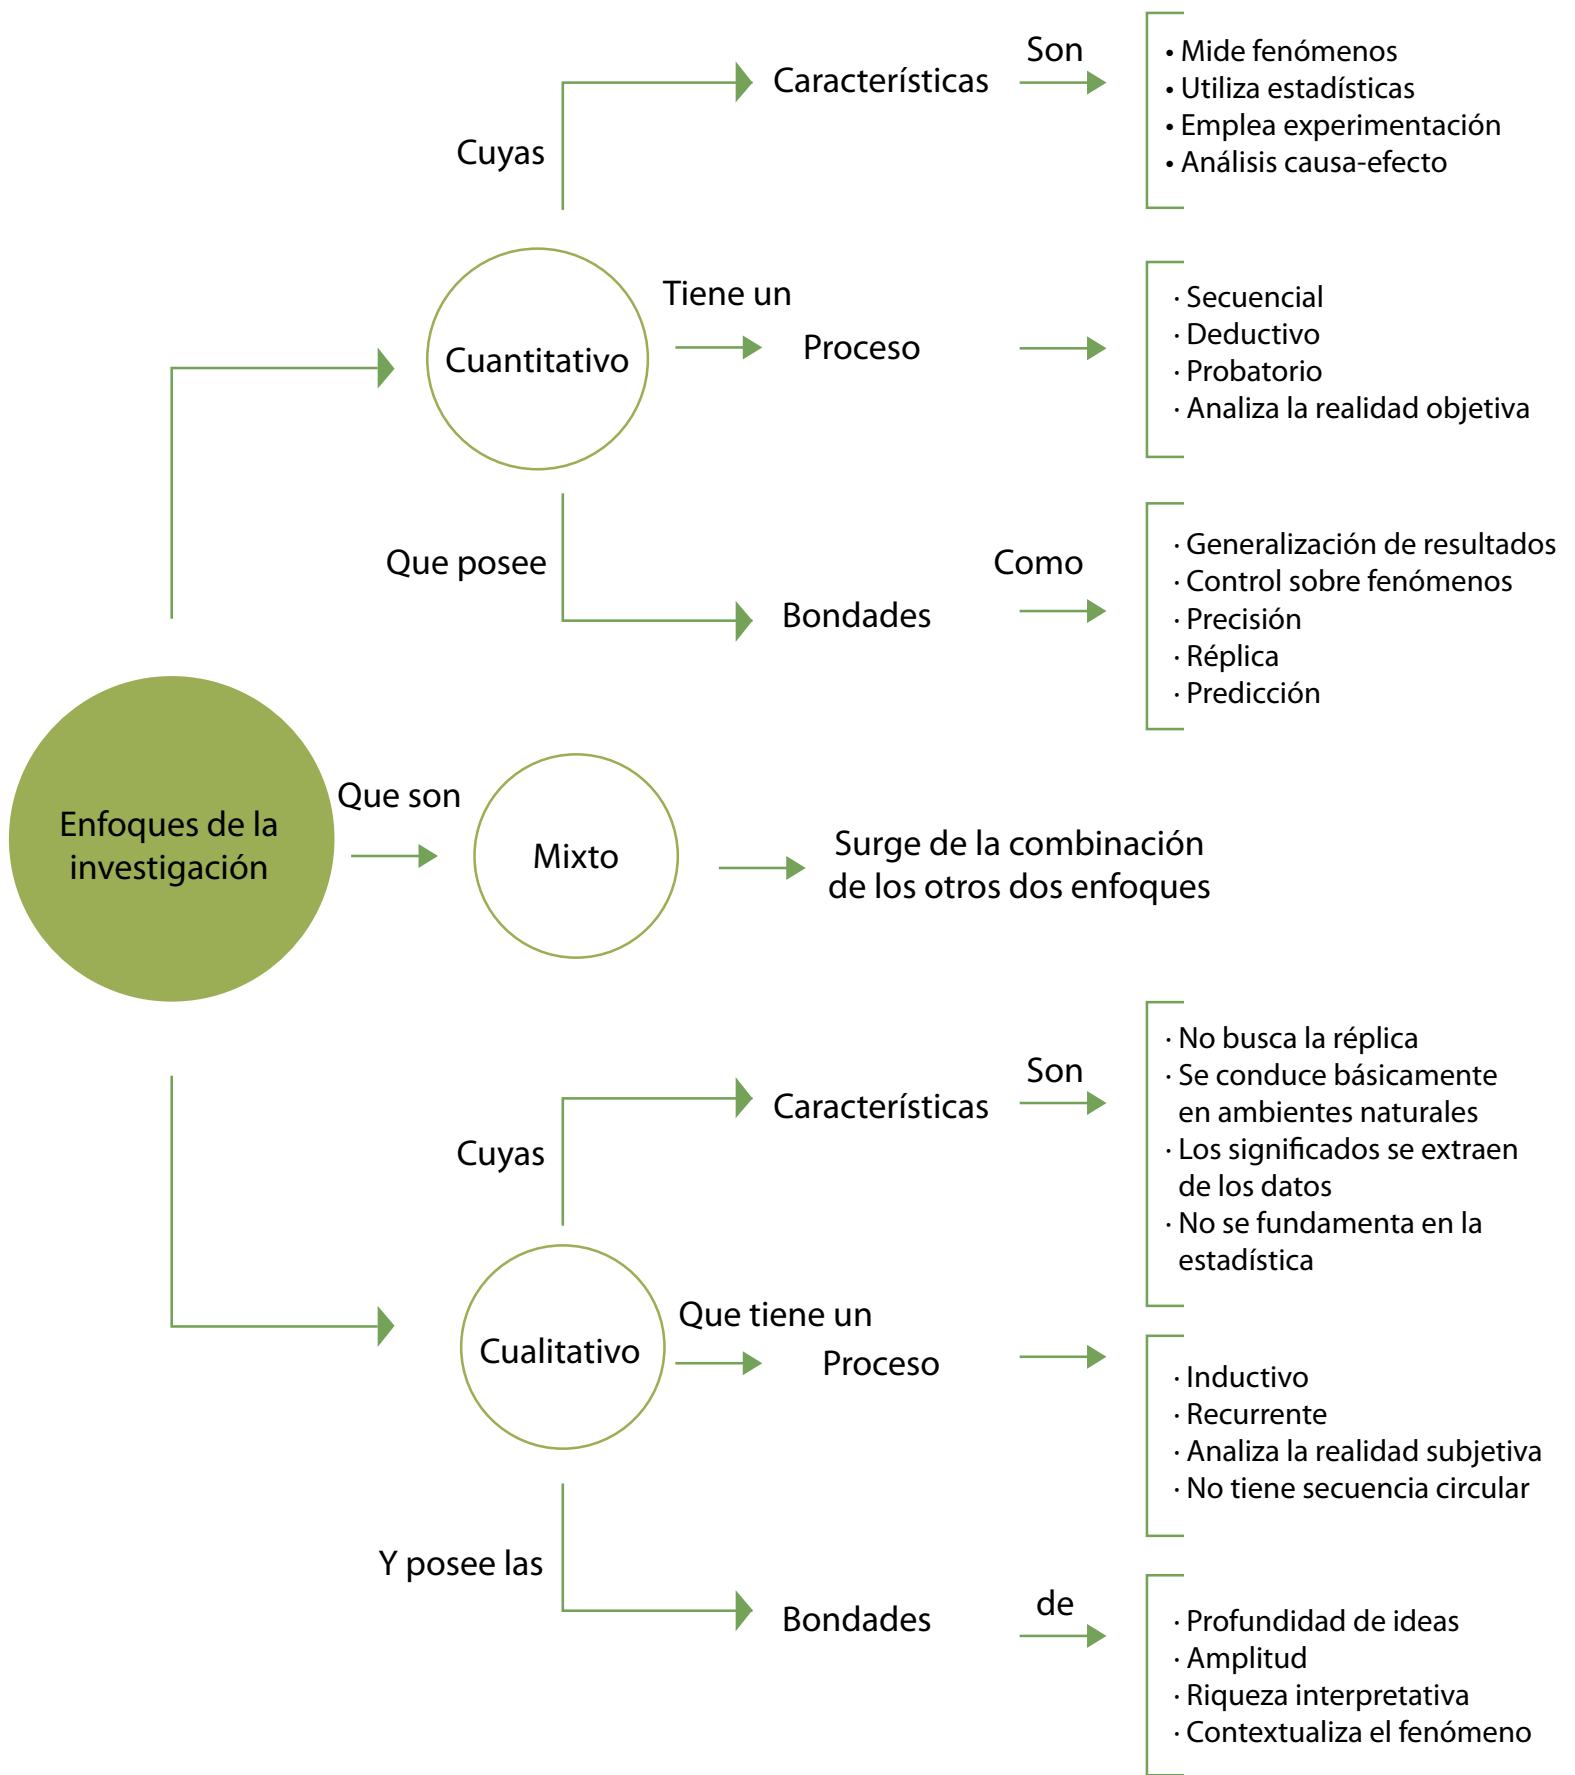 Enfoques de la
investigación
Cuyas
Caracterísficas
Son
• Mide fenómenos
• Utiliza estadísticas
• Emplea experimentación
• Análisis causa-efecto
Cuantitativo
Tiene un
Proceso
· Secuencial
· Deductivo
· Probatorio
· Analiza la realidad objetiva
Que posee
Bondades
Como
· Generalización de resultados
· Control sobre fenómenos
· Precisión
· Réplica
· Predicción
Que son
Mixto
Surge de la combinación
de los otros dos enfoques
Cuyas
Característícas
Son
· No busca la réplica
· Se conduce básicamente
en ambientes naturales
· Los significados se extraen
de los datos
· No se fundamenta en la
estadística
Cualitativo
Que tiene un
Proceso
· Inductivo
· Recurrente
· Analiza la realidad subjetiva
· No tiene secuencia circular
Y posee las
Bondades
de
· Profundidad de ideas
· Amplitud
· Riqueza interpretativa
· Contextualiza el fenómeno